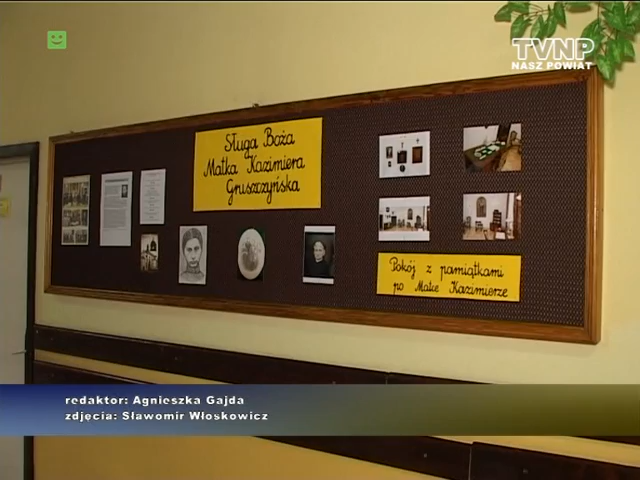 TVNP
NASZ POWIAT
Sługa Boża
Matka Kazimiera
Gruszczyńska
Pokój z pamiątkami
po Matce Kazimierze
redaktor: Agnieszka Gajda
zdjęcia: Sławomir Włoskowicz